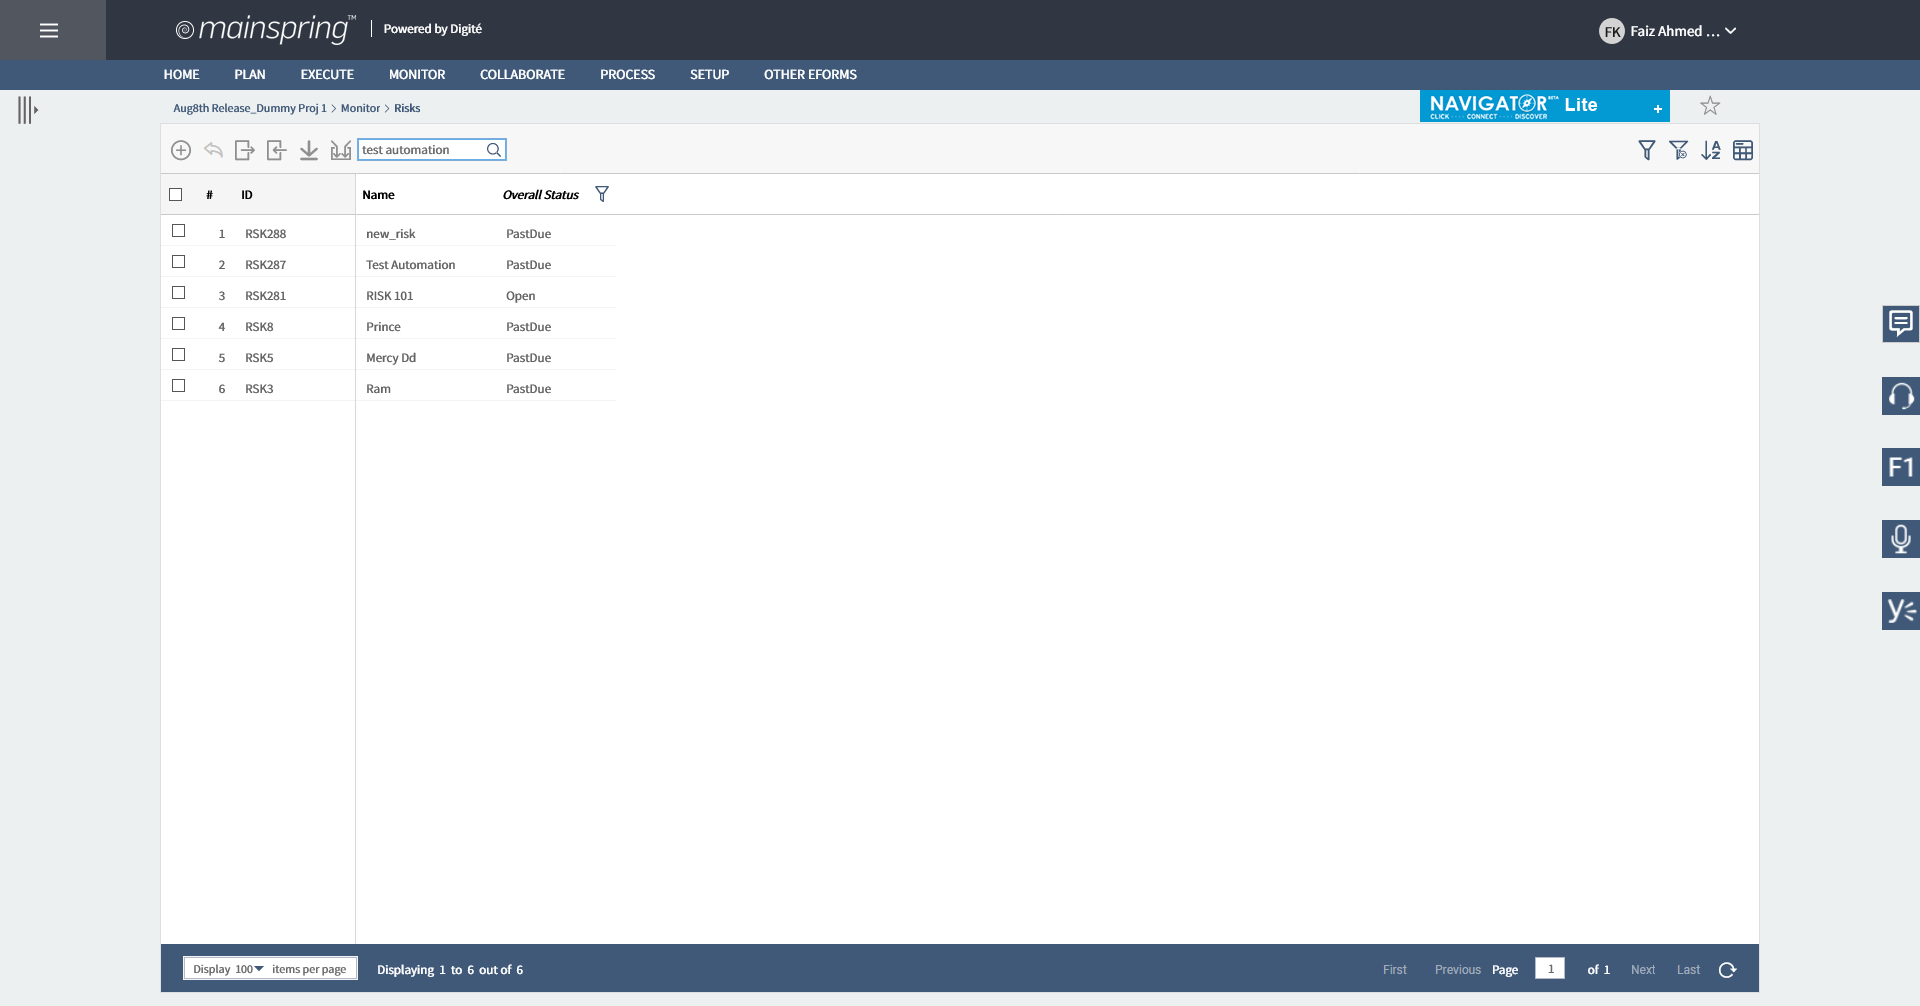 mainspring™ Powered by Digité
FK Faiz Ahmed ...
HOME PLAN EXECUTE MONITOR COLLABORATE PROCESS SETUP OTHER EFORMS
Aug8th Release_Dummy Proj 1 > Monitor > Risks
NAVIGATOR BETA Lite +
CLICK ···· CONNECT ···· DISCOVER
test automation
# ID Name Overall Status
1 RSK288 new_risk PastDue
2 RSK287 Test Automation PastDue
3 RSK281 RISK 101 Open
4 RSK8 Prince PastDue
5 RSK5 Mercy Dd PastDue
6 RSK3 Ram PastDue
F1
Display 100 items per page Displaying 1 to 6 out of 6
First Previous Page 1 of 1 Next Last